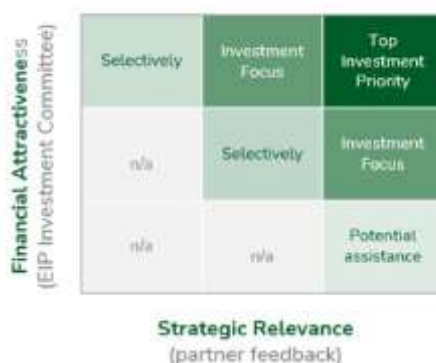 Financial Attractiveness
(EIP Investment Committee)
Selectively
Investment
Focus
Top
Investment
Priority
n/a
Selectively
Investment
Focus
n/a
n/a
Potential
assistance
Strategic Relevance
(partner feedback)